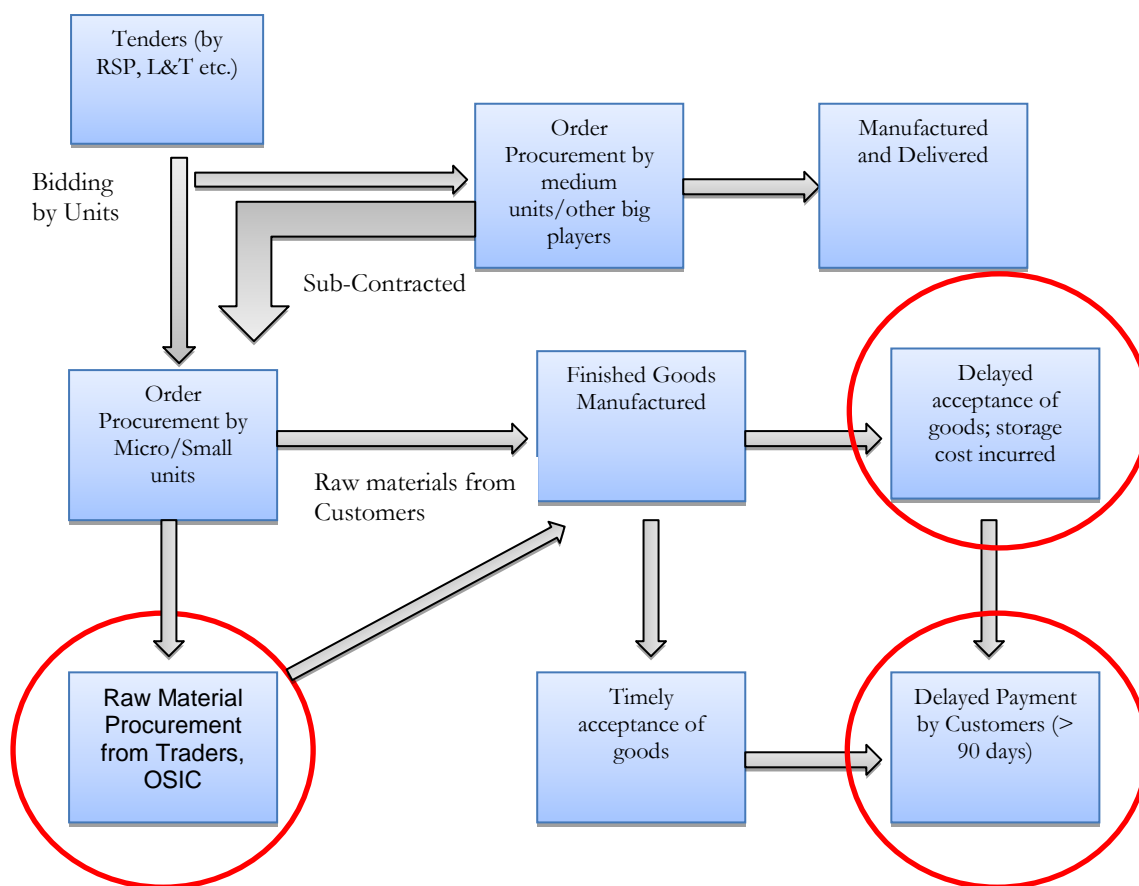 Tenders (by
RSP, L&T etc.)
Order
Procurement by
medium
units/other big
players
Manufactured
and Delivered
Bidding
by Units
Sub-Contracted
Order
Procurement by
Micro/Small
units
Finished Goods
Manufactured
Delayed
acceptance of
goods; storage
cost incurred
Raw materials from
Customers
Raw Material
Procurement
from Traders,
OSIC
Timely
acceptance of
goods
Delayed Payment
by Customers (>
90 days)